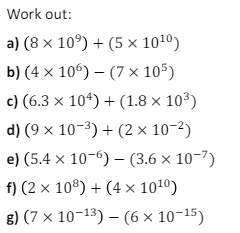 Work out:
a) (8 × 10⁹) + (5 × 10¹⁰)
b) (4 × 10⁶) − (7 × 10⁵)
c) (6.3 × 10⁴) + (1.8 × 10³)
d) (9 × 10⁻³) + (2 × 10⁻²)
e) (5.4 × 10⁻⁶) − (3.6 × 10⁻⁷)
f) (2 × 10⁸) + (4 × 10¹⁰)
g) (7 × 10⁻¹³) − (6 × 10⁻¹⁵)